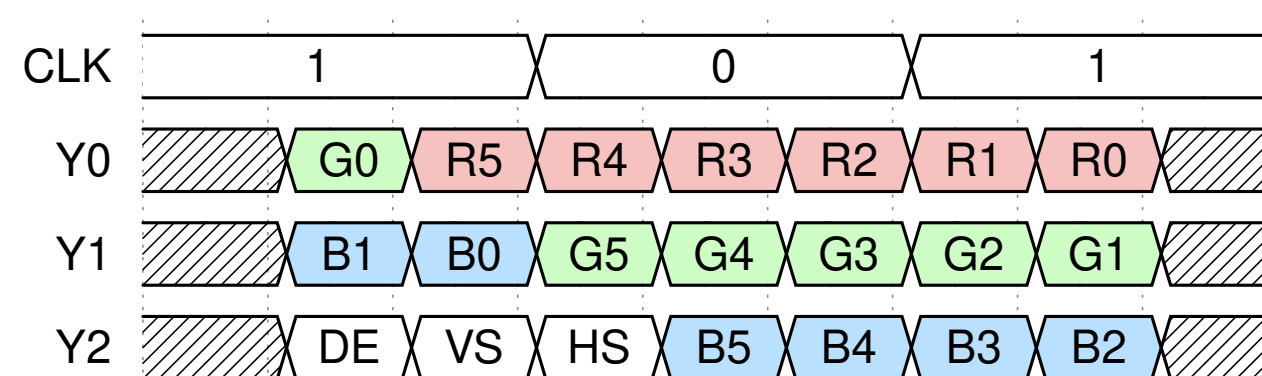 CLK 1 0 1
Y0 G0 R5 R4 R3 R2 R1 R0
Y1 B1 B0 G5 G4 G3 G2 G1
Y2 DE VS HS B5 B4 B3 B2